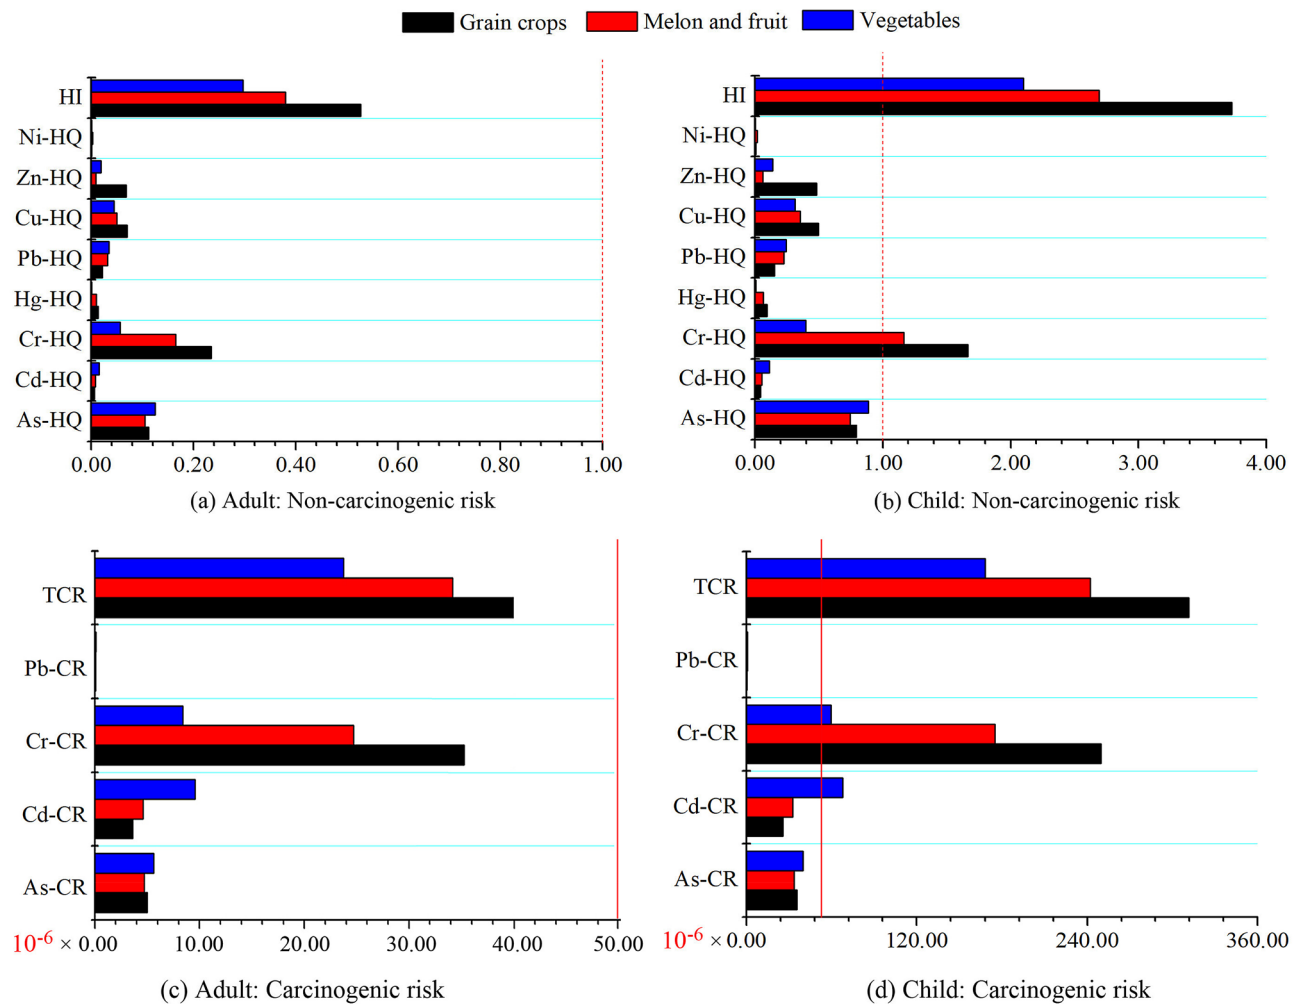 Grain crops Melon and fruit Vegetables
HI
Ni-HQ
Zn-HQ
Cu-HQ
Pb-HQ
Hg-HQ
Cr-HQ
Cd-HQ
As-HQ
0.00 0.20 0.40 0.60 0.80 1.00
(a) Adult: Non-carcinogenic risk
HI
Ni-HQ
Zn-HQ
Cu-HQ
Pb-HQ
Hg-HQ
Cr-HQ
Cd-HQ
As-HQ
0.00 1.00 2.00 3.00 4.00
(b) Child: Non-carcinogenic risk
TCR
Pb-CR
Cr-CR
Cd-CR
As-CR
10-6 × 0.00 10.00 20.00 30.00 40.00 50.00
(c) Adult: Carcinogenic risk
TCR
Pb-CR
Cr-CR
Cd-CR
As-CR
10-6 × 0.00 120.00 240.00 360.00
(d) Child: Carcinogenic risk